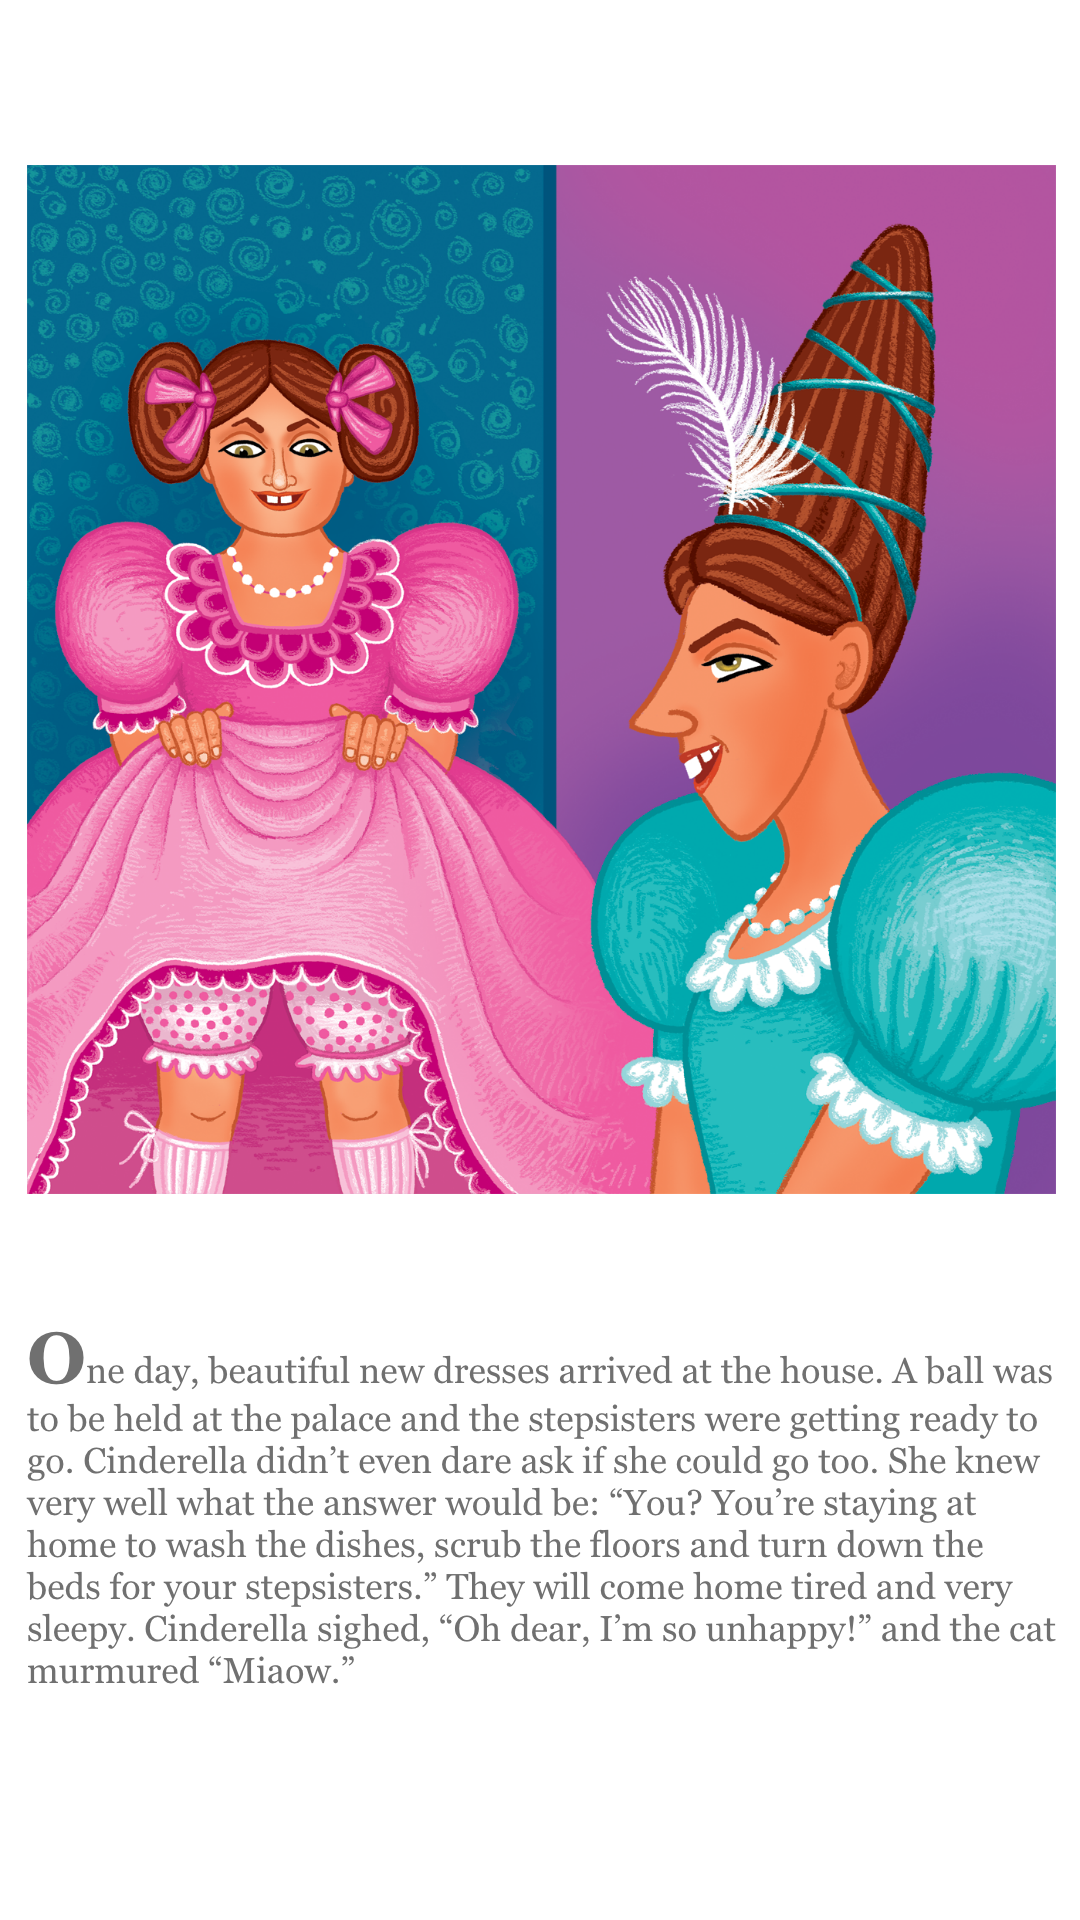 One day, beautiful new dresses arrived at the house. A ball was
to be held at the palace and the stepsisters were getting ready to
go. Cinderella didn’t even dare ask if she could go too. She knew
very well what the answer would be: “You? You’re staying at
home to wash the dishes, scrub the floors and turn down the
beds for your stepsisters.” They will come home tired and very
sleepy. Cinderella sighed, “Oh dear, I’m so unhappy!” and the cat
murmured “Miaow.”